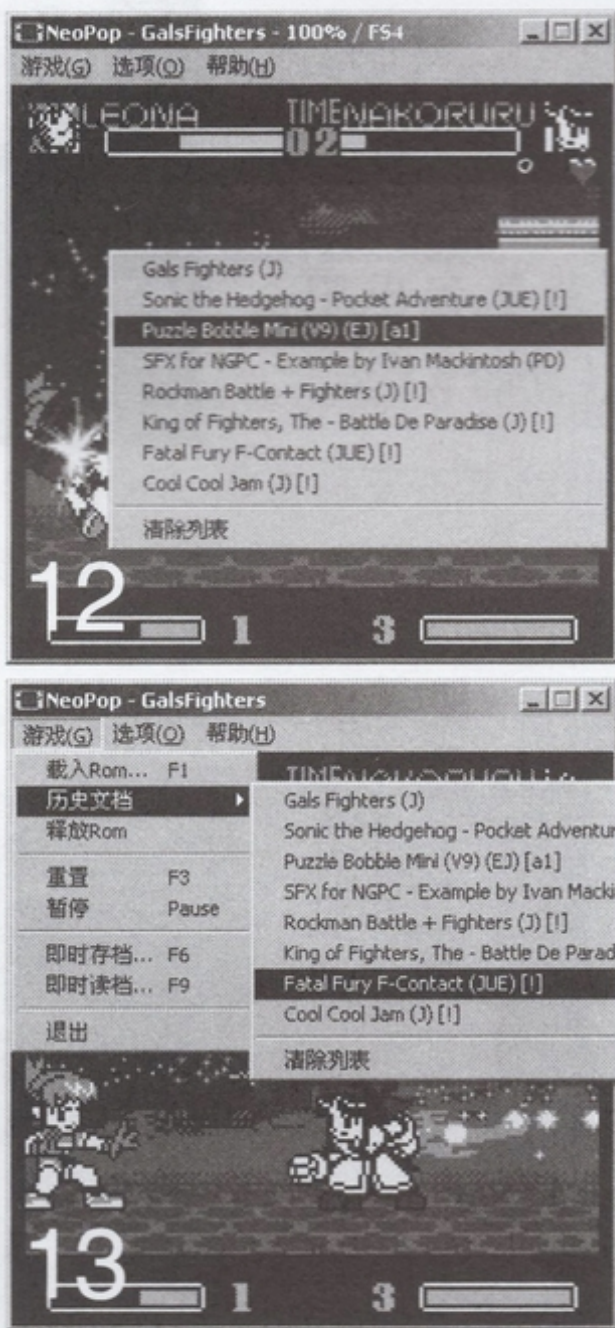 NeoPop - GalsFighters - 100% / FS4
游戏(G) 选项(O) 帮助(H)
LEONA TIME NAKORURU
02
Gals Fighters (J)
Sonic the Hedgehog - Pocket Adventure (JUE) [!]
Puzzle Bobble Mini (V9) (EJ) [a1]
SFX for NGPC - Example by Ivan Mackintosh (PD)
Rockman Battle + Fighters (J) [!]
King of Fighters, The - Battle De Paradise (J) [!]
Fatal Fury F-Contact (JUE) [!]
Cool Cool Jam (J) [!]
清除列表
12
1 3
NeoPop - GalsFighters
游戏(G) 选项(O) 帮助(H)
载入Rom... F1
历史文档
释放Rom
重置 F3
暂停 Pause
即时存档... F6
即时读档... F9
退出
TIME
Gals Fighters (J)
Sonic the Hedgehog - Pocket Adventur
Puzzle Bobble Mini (V9) (EJ) [a1]
SFX for NGPC - Example by Ivan Macki
Rockman Battle + Fighters (J) [!]
King of Fighters, The - Battle De Parad
Fatal Fury F-Contact (JUE) [!]
Cool Cool Jam (J) [!]
清除列表
13
1 3